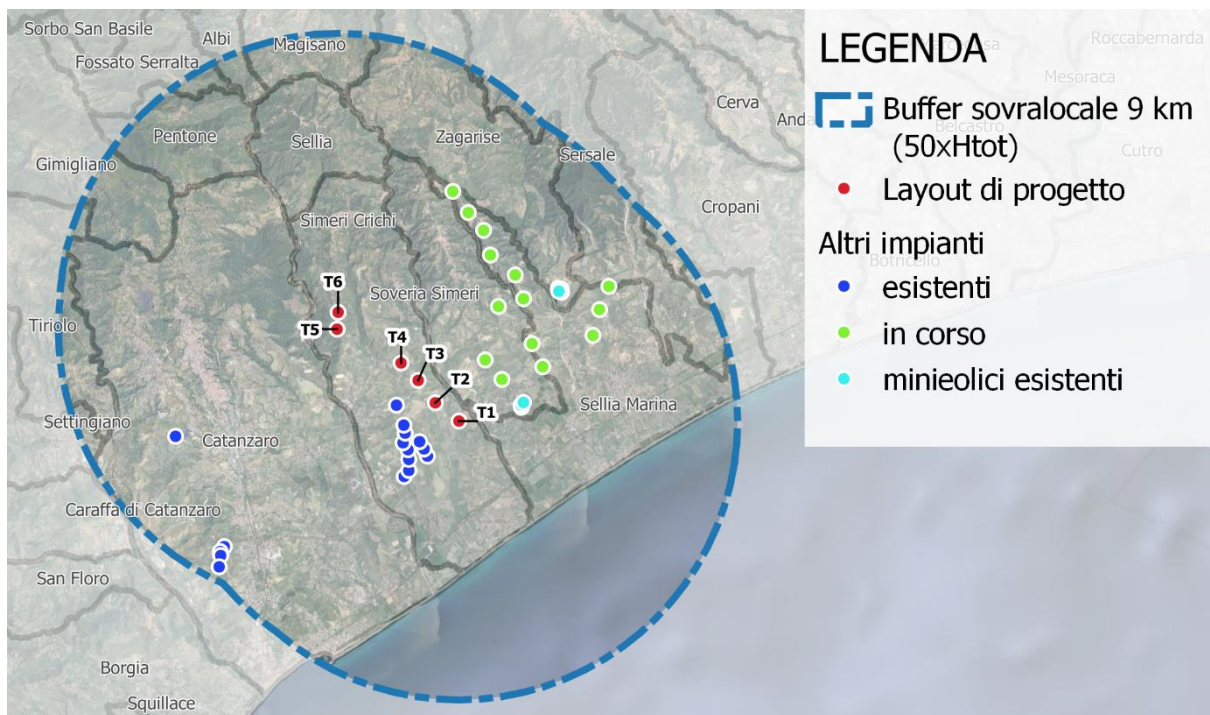 Sorbo San Basile
Albi
Magisano
Fossato Serralta
Cerva
Pentone
Sellia
Zagarise
Sersale
Gimigliano
Simeri Crichi
Cropani
T6
Soveria Simeri
Tiriolo
T5
T4
T3
T2
T1
Sellia Marina
Settingiano
Catanzaro
Caraffa di Catanzaro
San Floro
Borgia
Squillace
LEGENDA
Buffer sovralocale 9 km
(50xHtot)
Layout di progetto
Altri impianti
esistenti
in corso
minieolici esistenti
Roccabernarda
Mesoraca
Belcastro
Cutro
Botricello